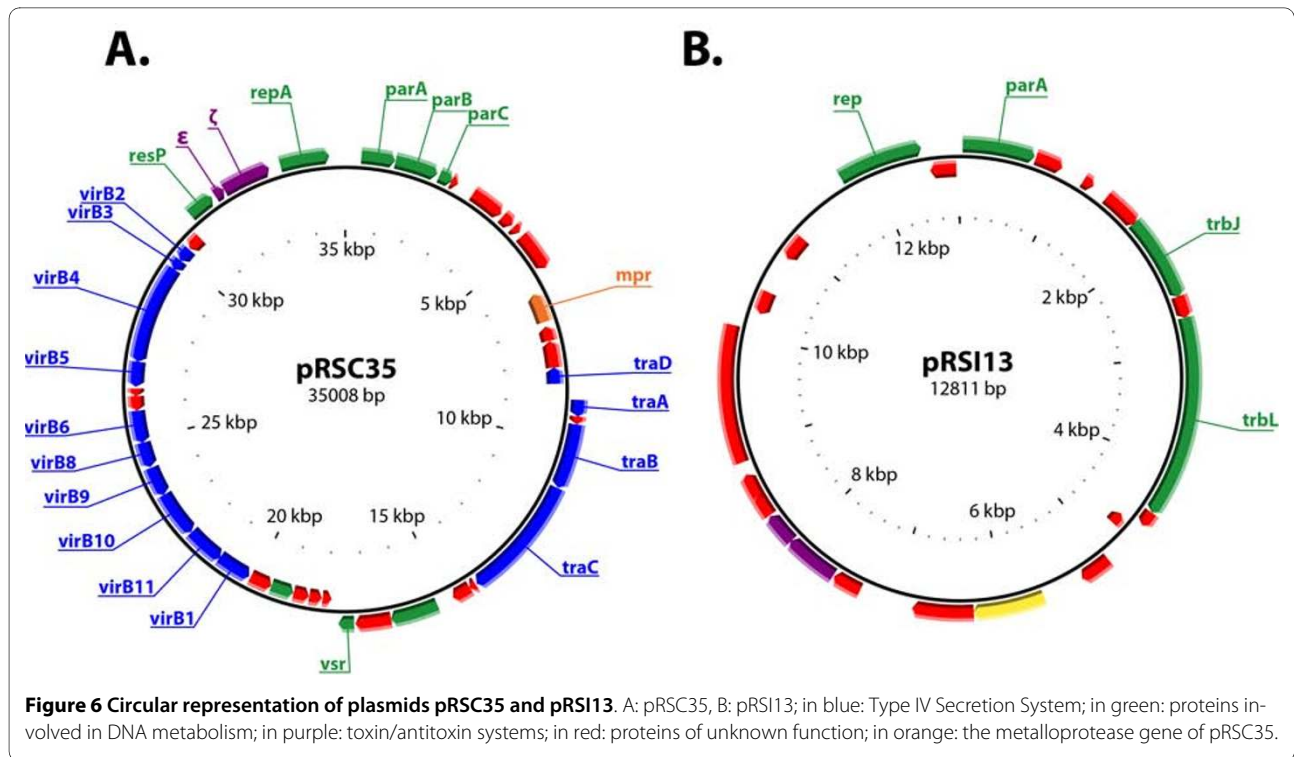 A.
B.
repA
parA
parB
parC
ζ
ε
resP
virB2
virB3
virB4
virB5
virB6
virB8
virB9
virB10
virB11
virB1
vsr
traC
traB
traA
traD
mpr
35 kbp
5 kbp
10 kbp
15 kbp
20 kbp
25 kbp
30 kbp
pRSC35
35008 bp
rep
parA
trbJ
trbL
12 kbp
2 kbp
4 kbp
6 kbp
8 kbp
10 kbp
pRSI13
12811 bp
Figure 6 Circular representation of plasmids pRSC35 and pRSI13. A: pRSC35, B: pRSI13; in blue: Type IV Secretion System; in green: proteins in-
volved in DNA metabolism; in purple: toxin/antitoxin systems; in red: proteins of unknown function; in orange: the metalloprotease gene of pRSC35.